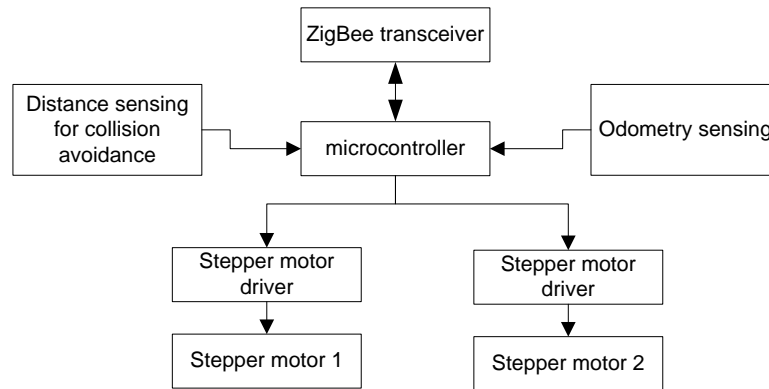 ZigBee transceiver
Distance sensing
for collision
avoidance
microcontroller
Odometry sensing
Stepper motor
driver
Stepper motor
driver
Stepper motor 1
Stepper motor 2